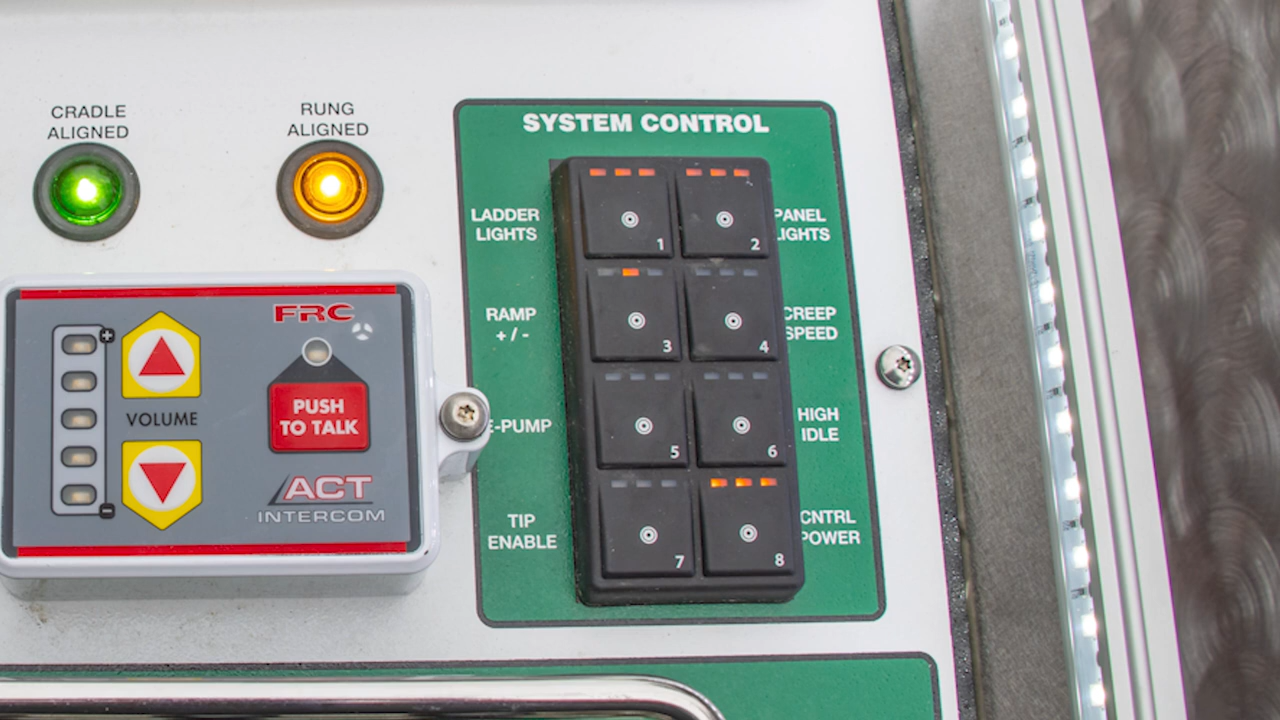 CRADLE
ALIGNED
RUNG
ALIGNED
SYSTEM CONTROL
LADDER
LIGHTS
1
2
PANEL
LIGHTS
RAMP
+ / -
3
4
CREEP
SPEED
E-PUMP
5
6
HIGH
IDLE
TIP
ENABLE
7
8
CNTRL
POWER
FRC
+
VOLUME
-
PUSH
TO TALK
ACT
INTERCOM